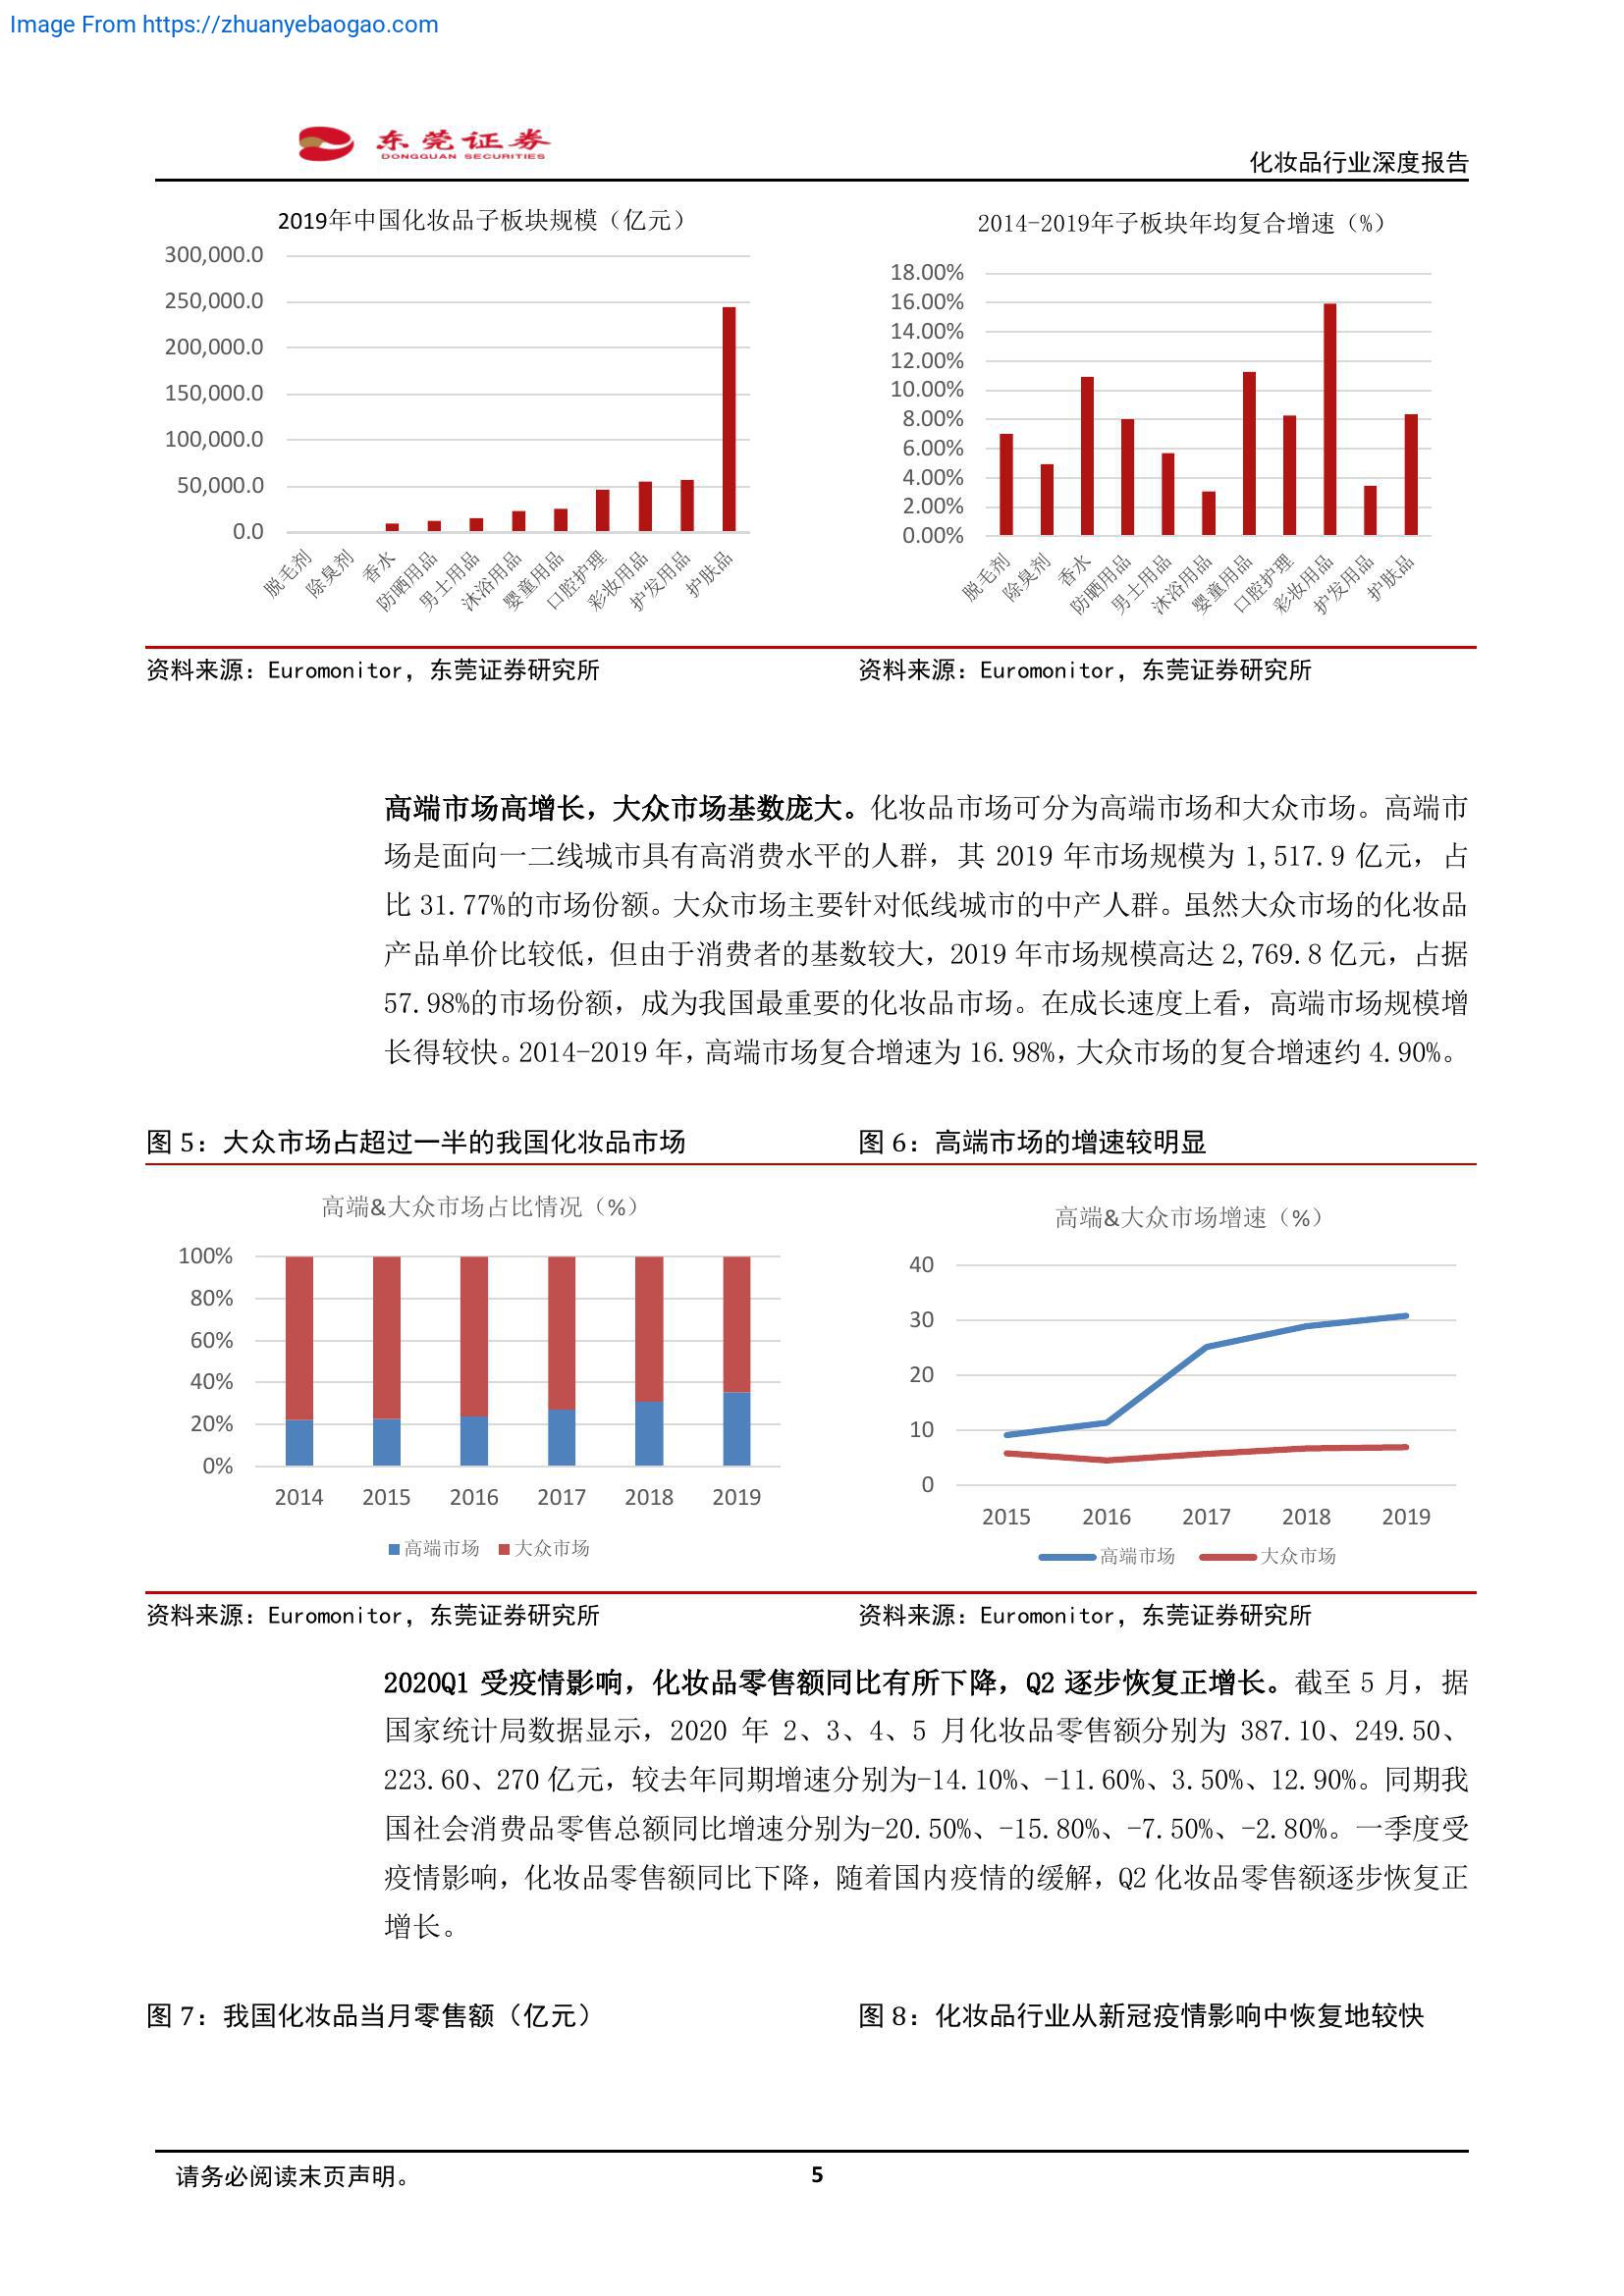 Image From https://zhuanyebaogao.com
东莞证券
DONGGUAN SECURITIES
化妆品行业深度报告
2019年中国化妆品子板块规模（亿元）
300,000.0
250,000.0
200,000.0
150,000.0
100,000.0
50,000.0
0.0
脱毛剂 除臭剂 香水 防晒用品 男士用品 沐浴用品 婴童用品 口腔护理 彩妆用品 护发用品 护肤品
2014-2019年子板块年均复合增速（%）
18.00%
16.00%
14.00%
12.00%
10.00%
8.00%
6.00%
4.00%
2.00%
0.00%
脱毛剂 除臭剂 香水 防晒用品 男士用品 沐浴用品 婴童用品 口腔护理 彩妆用品 护发用品 护肤品
资料来源：Euromonitor，东莞证券研究所
资料来源：Euromonitor，东莞证券研究所
高端市场高增长，大众市场基数庞大。化妆品市场可分为高端市场和大众市场。高端市
场是面向一二线城市具有高消费水平的人群，其 2019 年市场规模为 1,517.9 亿元，占
比 31.77%的市场份额。大众市场主要针对低线城市的中产人群。虽然大众市场的化妆品
产品单价比较低，但由于消费者的基数较大，2019 年市场规模高达 2,769.8 亿元，占据
57.98%的市场份额，成为我国最重要的化妆品市场。在成长速度上看，高端市场规模增
长得较快。2014-2019 年，高端市场复合增速为 16.98%，大众市场的复合增速约 4.90%。
图 5：大众市场占超过一半的我国化妆品市场
图 6：高端市场的增速较明显
高端&大众市场占比情况（%）
100%
80%
60%
40%
20%
0%
2014 2015 2016 2017 2018 2019
高端市场 大众市场
高端&大众市场增速（%）
40
30
20
10
0
2015 2016 2017 2018 2019
高端市场 大众市场
资料来源：Euromonitor，东莞证券研究所
资料来源：Euromonitor，东莞证券研究所
2020Q1 受疫情影响，化妆品零售额同比有所下降，Q2 逐步恢复正增长。截至 5 月，据
国家统计局数据显示，2020 年 2、3、4、5 月化妆品零售额分别为 387.10、249.50、
223.60、270 亿元，较去年同期增速分别为-14.10%、-11.60%、3.50%、12.90%。同期我
国社会消费品零售总额同比增速分别为-20.50%、-15.80%、-7.50%、-2.80%。一季度受
疫情影响，化妆品零售额同比下降，随着国内疫情的缓解，Q2 化妆品零售额逐步恢复正
增长。
图 7：我国化妆品当月零售额（亿元）
图 8：化妆品行业从新冠疫情影响中恢复地较快
请务必阅读末页声明。
5